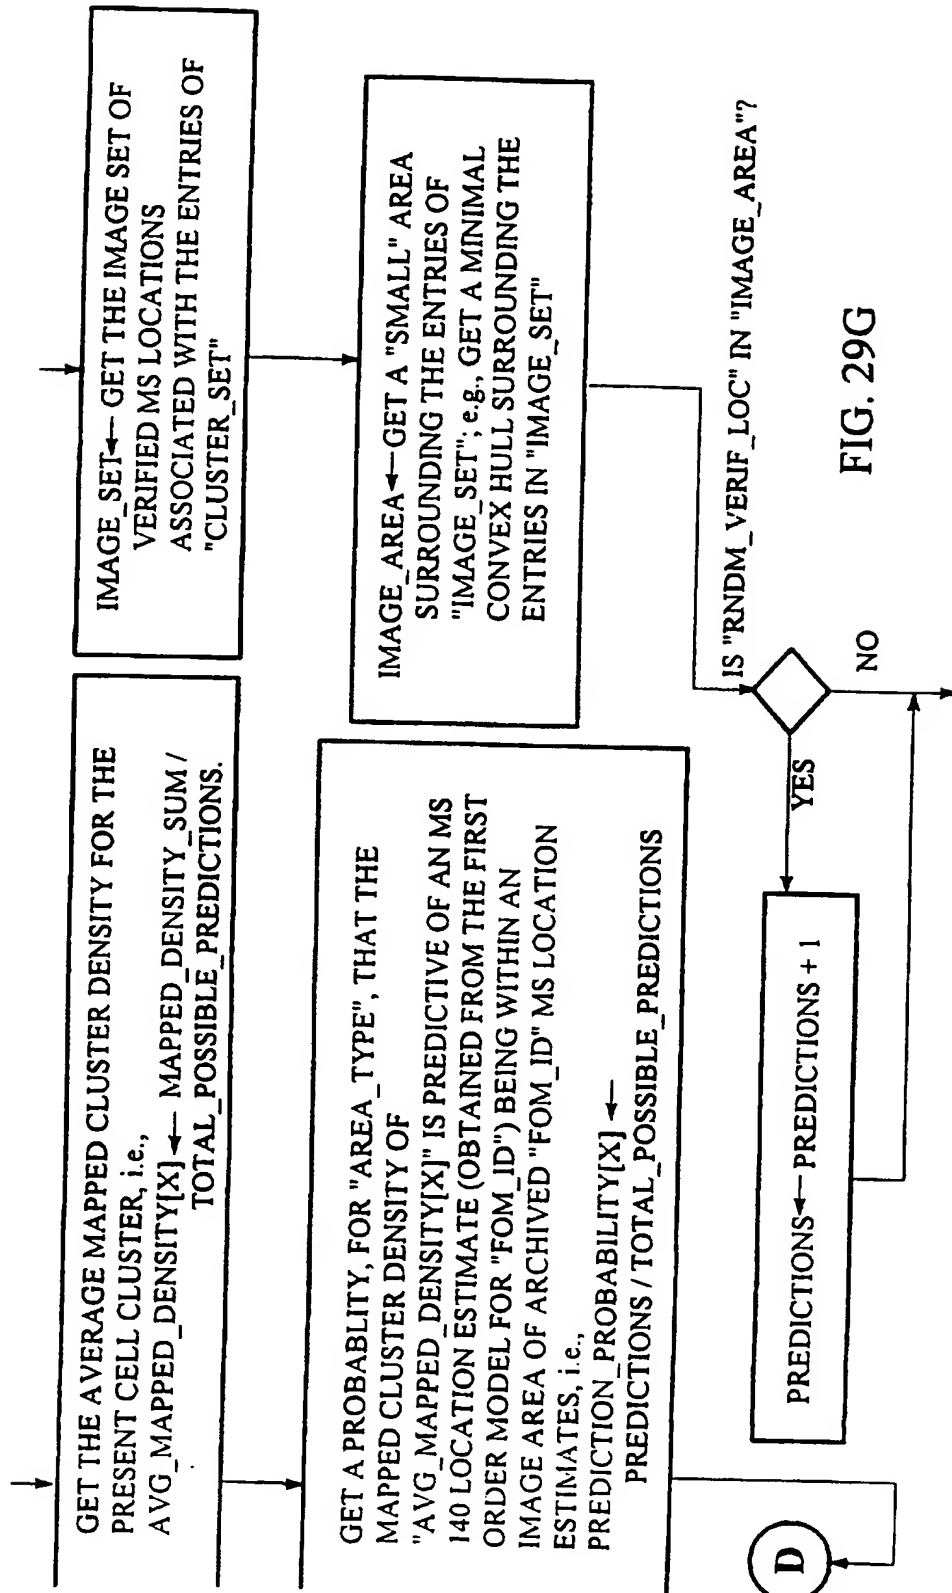 GET THE AVERAGE MAPPED CLUSTER DENSITY FOR THE
PRESENT CELL CLUSTER, i.e.,
AVG_MAPPED_DENSITY[X] ← MAPPED_DENSITY_SUM /
TOTAL_POSSIBLE_PREDICTIONS.
GET A PROBABLITY, FOR "AREA_TYPE", THAT THE
MAPPED CLUSTER DENSITY OF
"AVG_MAPPED_DENSITY[X]" IS PREDICTIVE OF AN MS
140 LOCATION ESTIMATE (OBTAINED FROM THE FIRST
ORDER MODEL FOR "FOM_ID") BEING WITHIN AN
IMAGE AREA OF ARCHIVED "FOM_ID" MS LOCATION
ESTIMATES, i.e.,
PREDICTION_PROBABILITY[X] ←
PREDICTIONS / TOTAL_POSSIBLE_PREDICTIONS
D
IMAGE_SET ← GET THE IMAGE SET OF
VERIFIED MS LOCATIONS
ASSOCIATED WITH THE ENTRIES OF
"CLUSTER_SET"
IMAGE_AREA ← GET A "SMALL" AREA
SURROUNDING THE ENTRIES OF
"IMAGE_SET"; e.g., GET A MINIMAL
CONVEX HULL SURROUNDING THE
ENTRIES IN "IMAGE_SET"
IS "RNDM_VERIF_LOC" IN "IMAGE_AREA"?
YES
NO
PREDICTIONS ← PREDICTIONS + 1
FIG. 29G